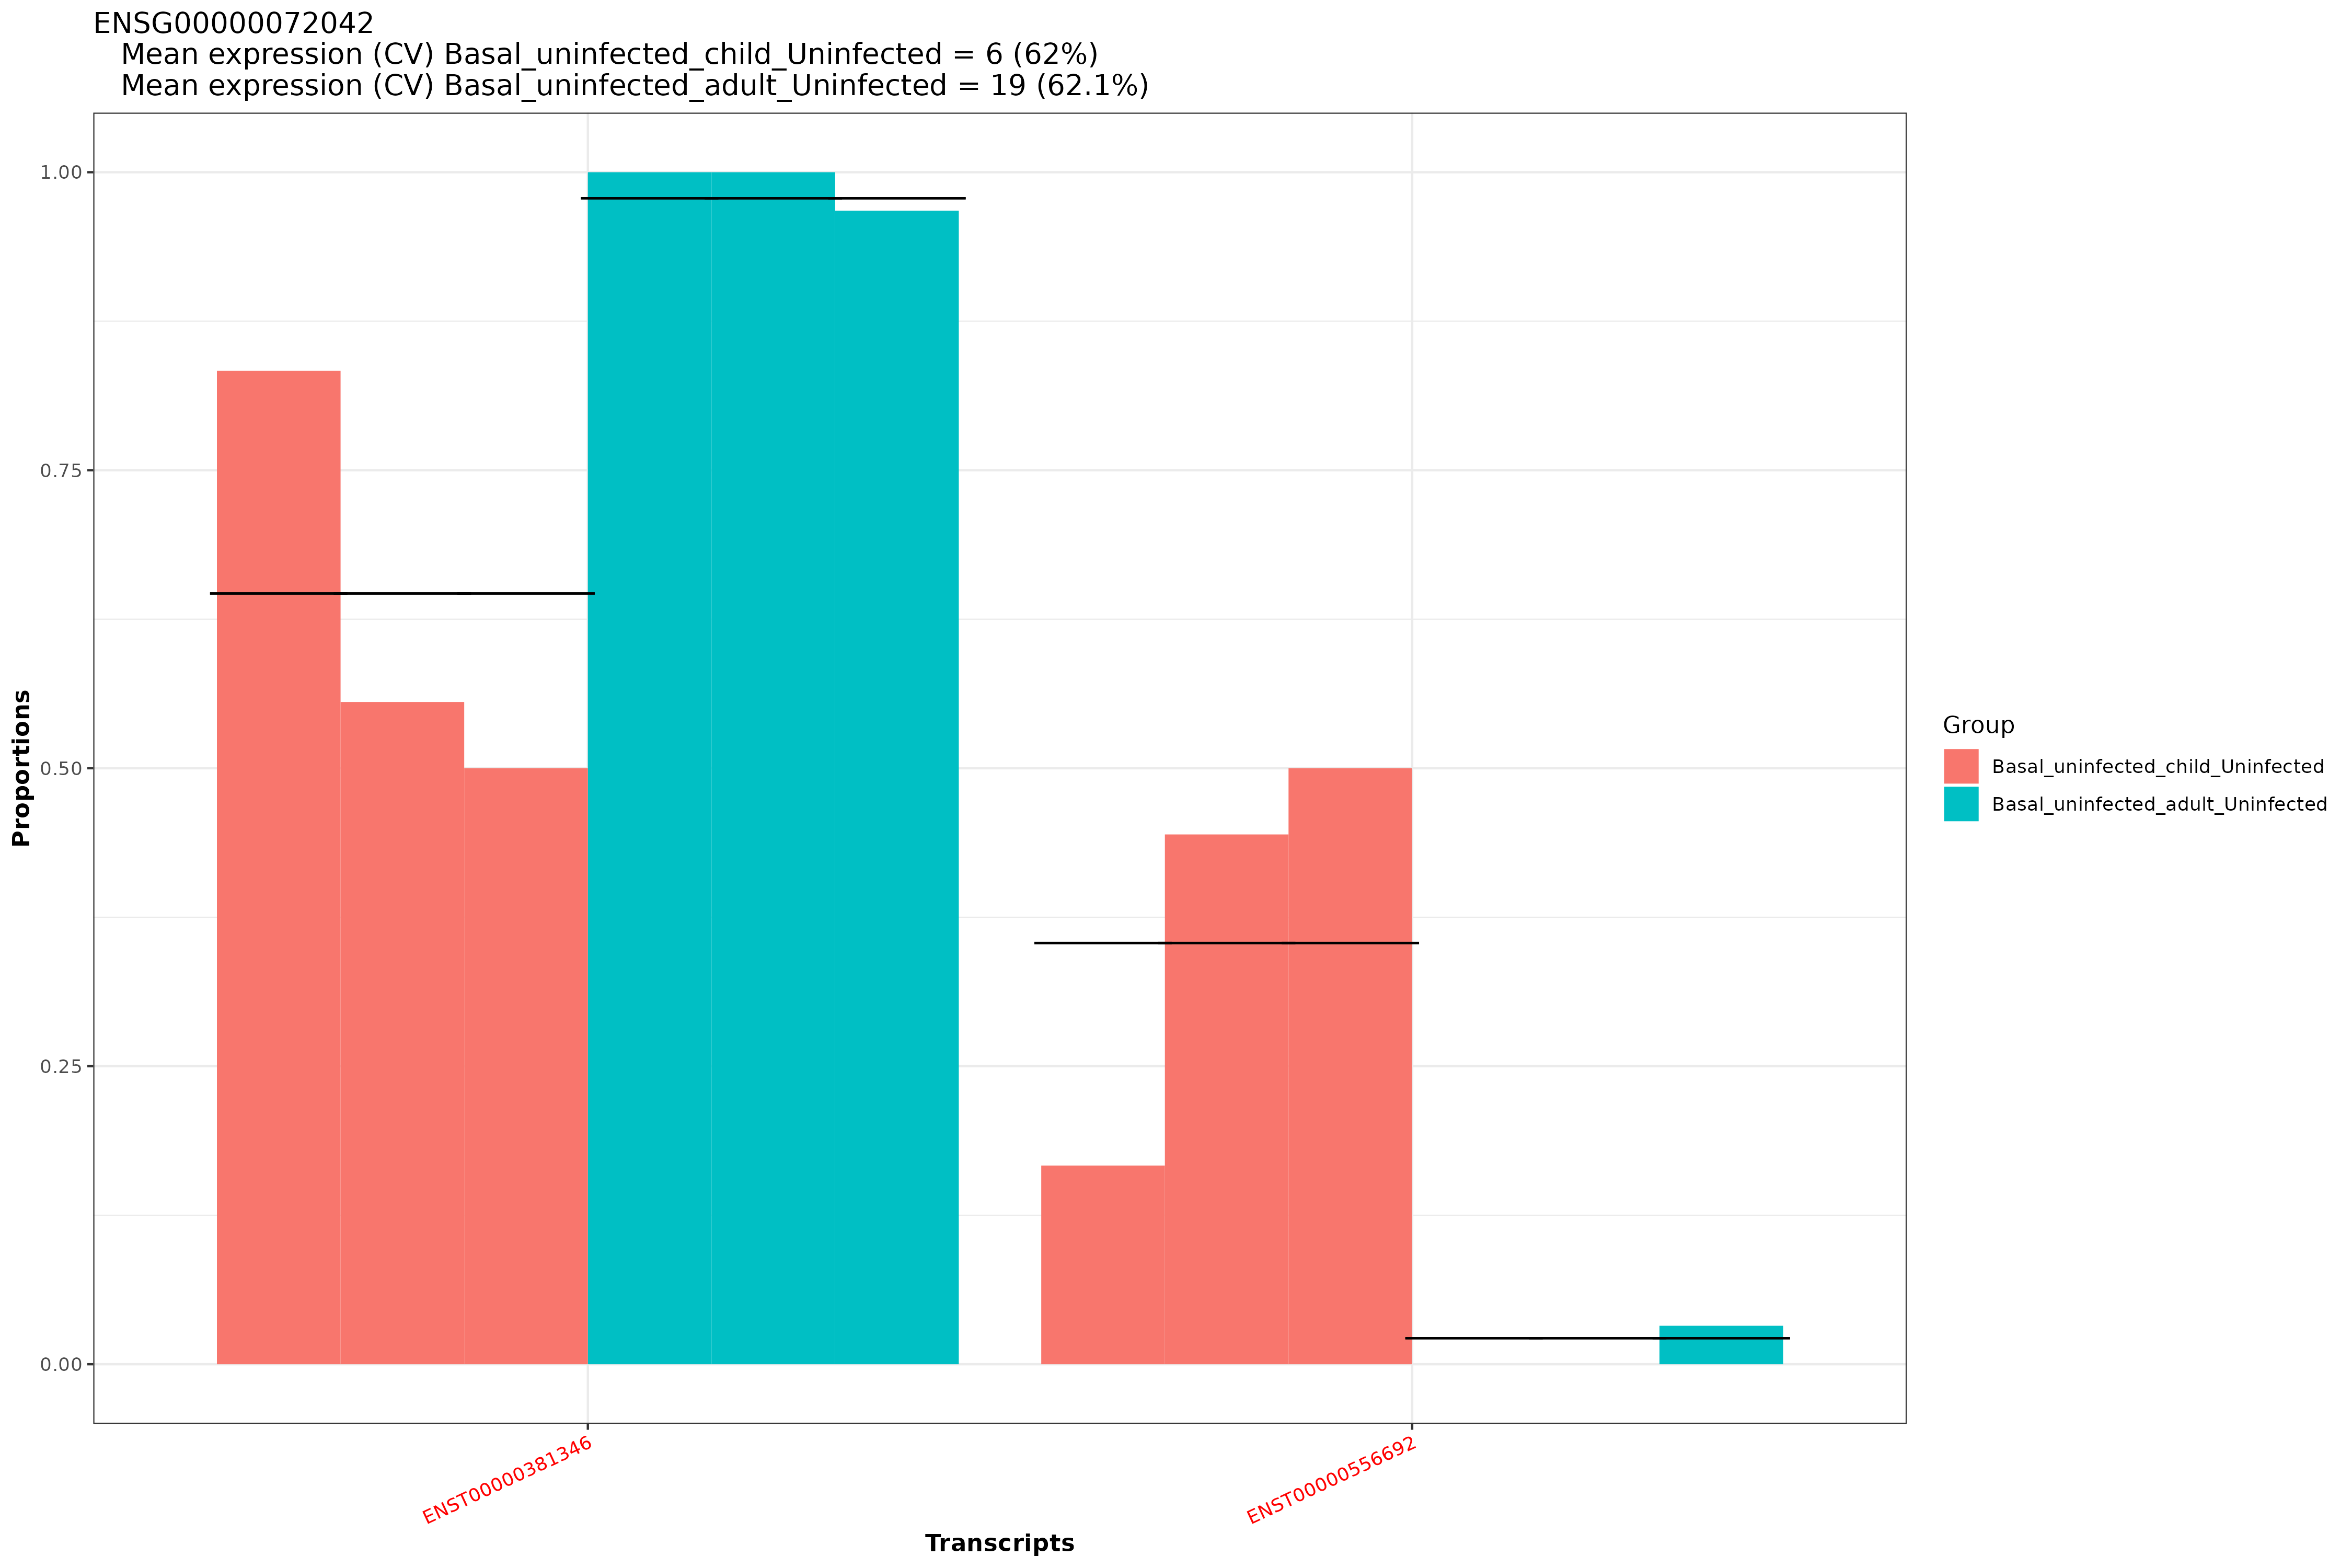 ENSG00000072042
Mean expression (CV) Basal_uninfected_child_Uninfected = 6 (62%)
Mean expression (CV) Basal_uninfected_adult_Uninfected = 19 (62.1%)
1.00
0.75
0.50
0.25
0.00
Proportions
ENST00000381346
ENST00000556692
Transcripts
Group
Basal_uninfected_child_Uninfected
Basal_uninfected_adult_Uninfected